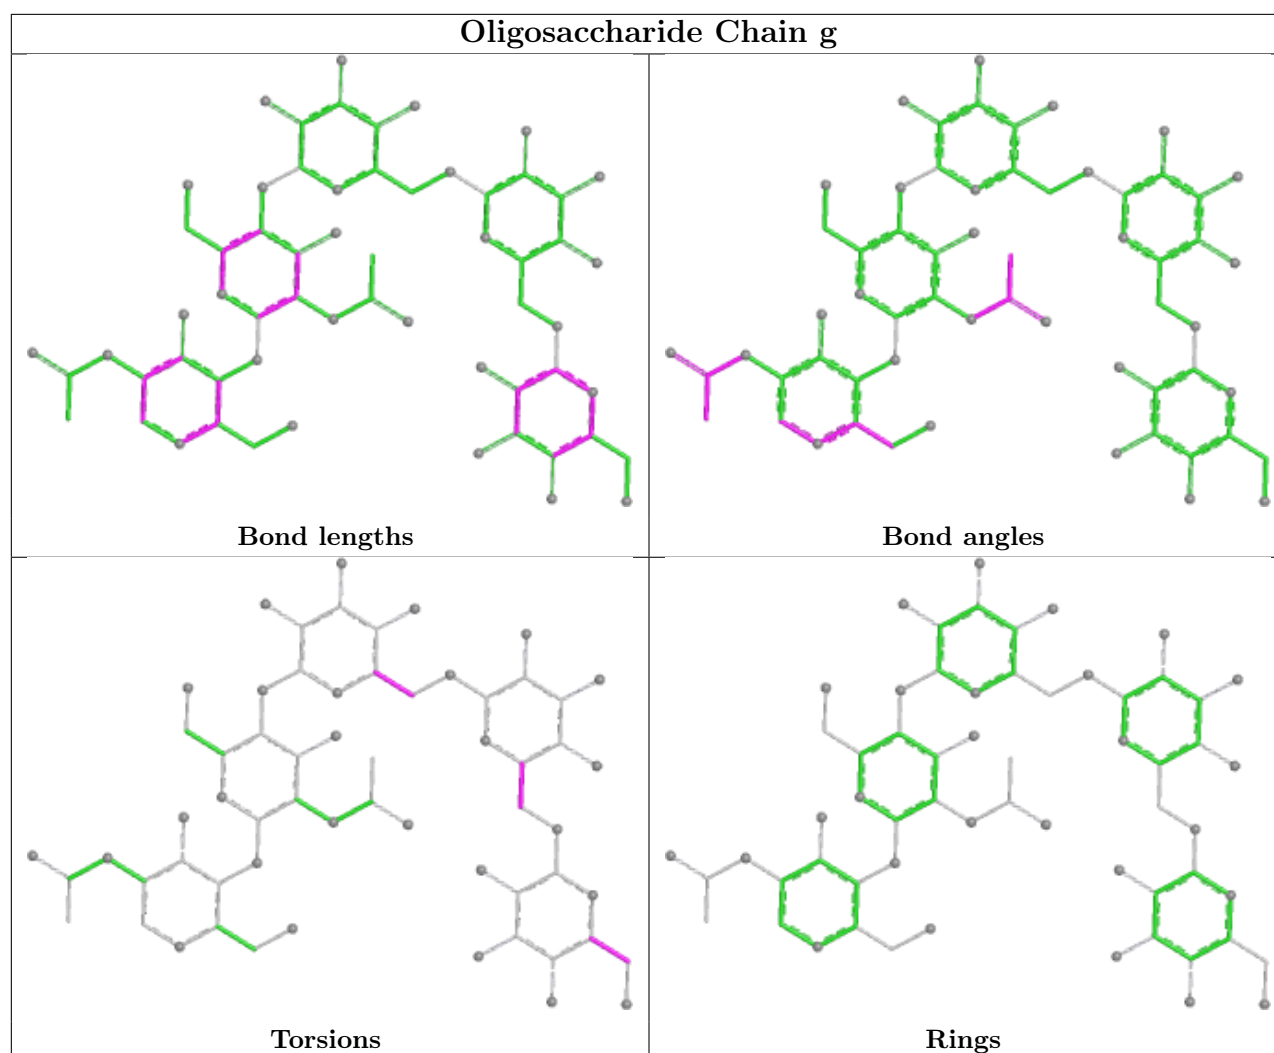 Oligosaccharide Chain g
Bond lengths
Bond angles
Torsions
Rings